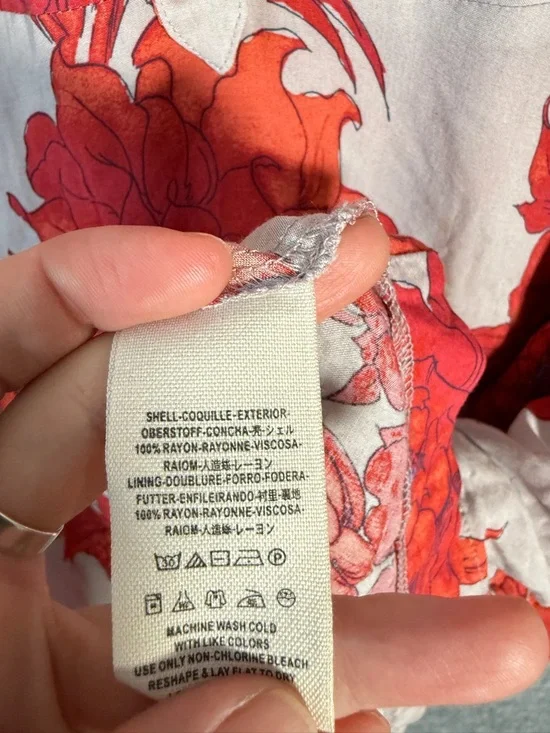 SHELL-COQUILLE-EXTERIOR-
OBERSTOFF-CONCHA-壳-シェル
100% RAYON-RAYONNE-VISCOSA-
RAIOM-人造絲-レーヨン
LINING-DOUBLURE-FORRO-FODERA-
FUTTER-ENFILEIRANDO-衬里-裏地
100% RAYON-RAYONNE-VISCOSA-
RAIOM-人造絲-レーヨン
MACHINE WASH COLD
WITH LIKE COLORS
USE ONLY NON-CHLORINE BLEACH
RESHAPE & LAY FLAT TO DRY